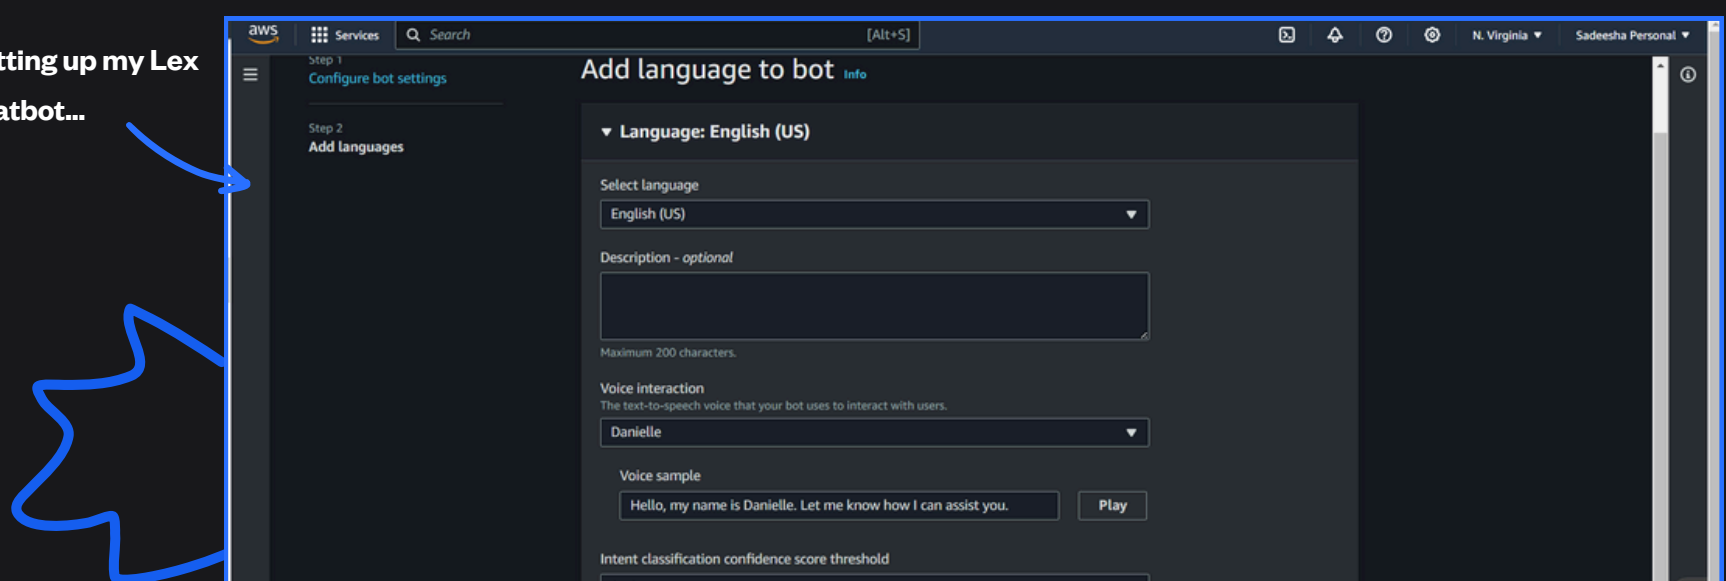 tting up my Lex
atbot...
aws
Services
Search
[Alt+S]
N. Virginia
Sadeesha Personal
Step 1
Configure bot settings
Step 2
Add languages
Add language to bot Info
Language: English (US)
Select language
English (US)
Description - optional
Maximum 200 characters.
Voice interaction
The text-to-speech voice that your bot uses to interact with users.
Danielle
Voice sample
Hello, my name is Danielle. Let me know how I can assist you.
Play
Intent classification confidence score threshold